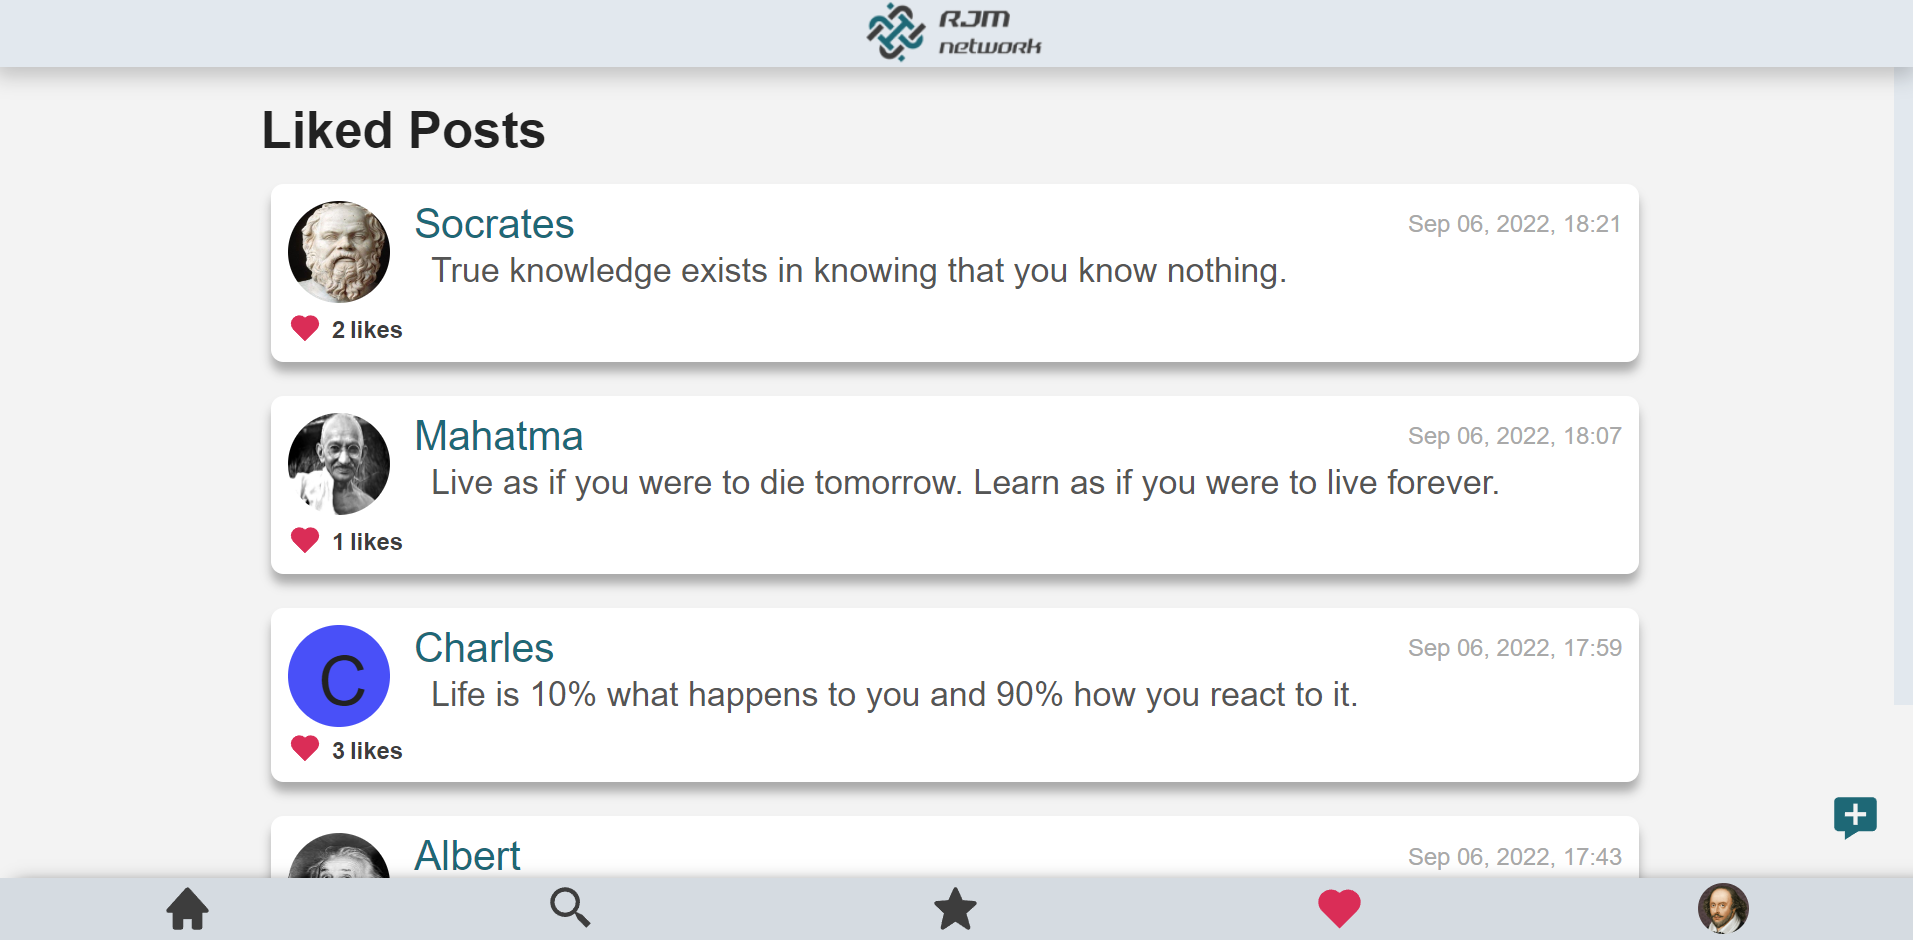 RJM
network
Liked Posts
Socrates
Sep 06, 2022, 18:21
True knowledge exists in knowing that you know nothing.
2 likes
Mahatma
Sep 06, 2022, 18:07
Live as if you were to die tomorrow. Learn as if you were to live forever.
1 likes
C
Charles
Sep 06, 2022, 17:59
Life is 10% what happens to you and 90% how you react to it.
3 likes
Albert
Sep 06, 2022, 17:43